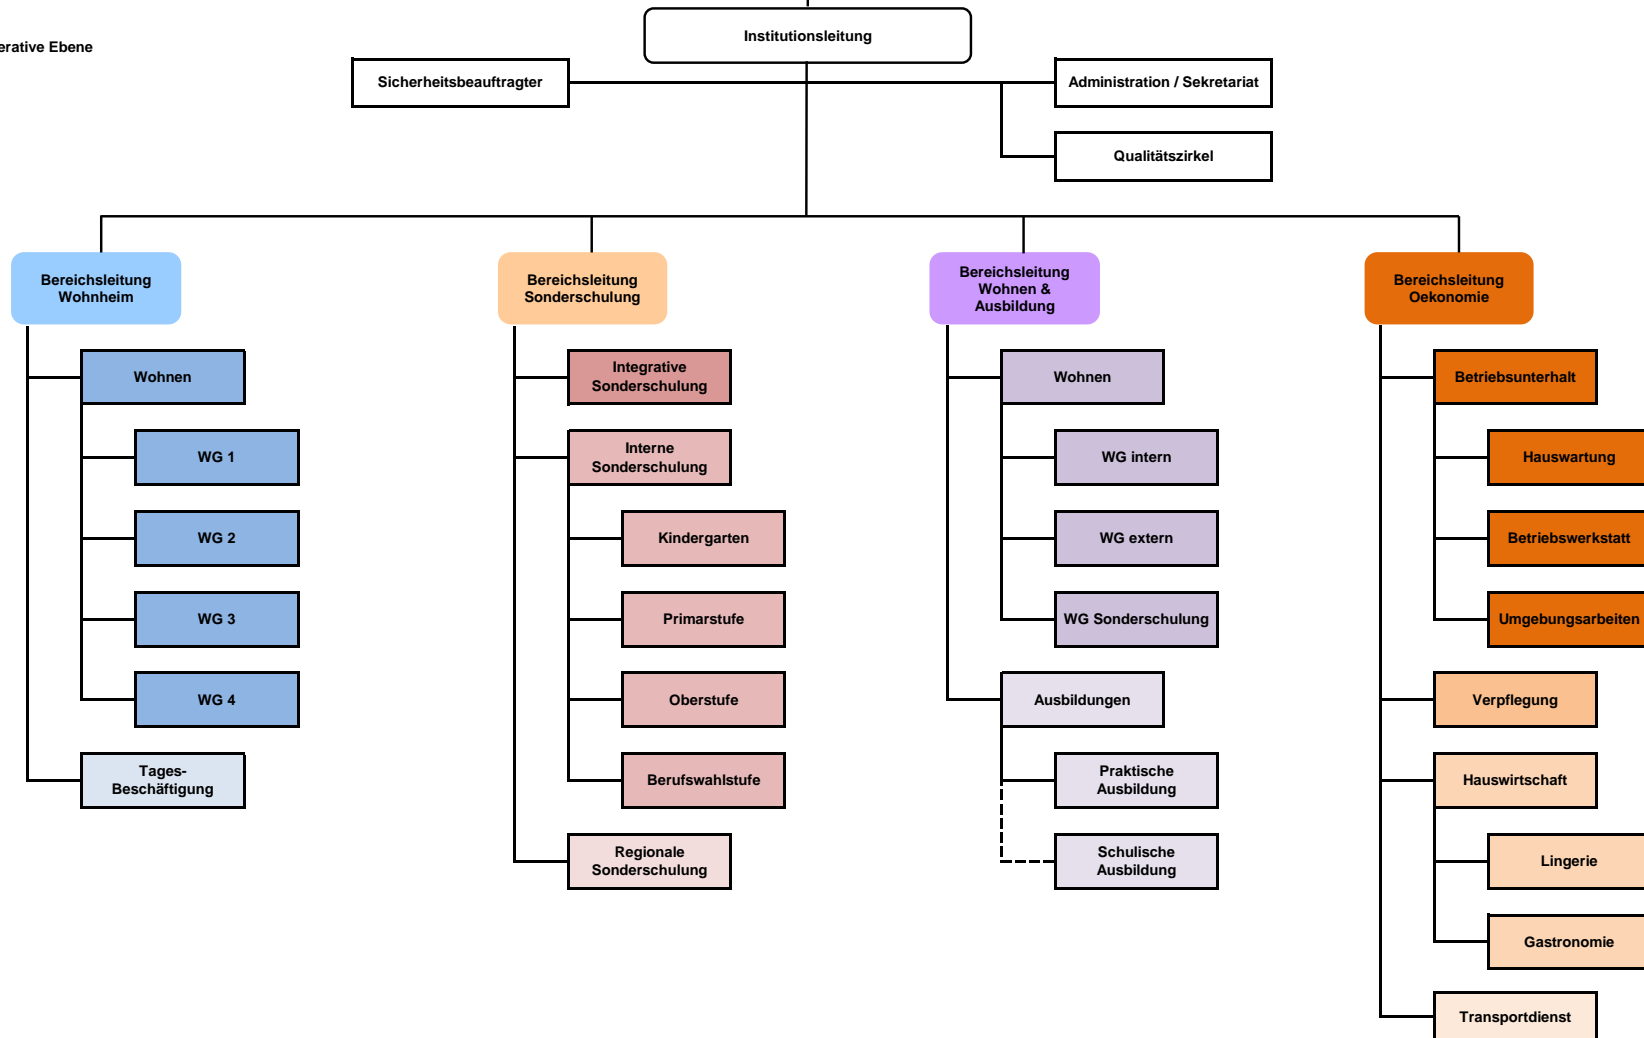 Institutionsleitung
erative Ebene
Sicherheitsbeauftragter
Administration / Sekretariat
Qualitätszirkel
Bereichsleitung
Wohnheim
Bereichsleitung
Sonderschulung
Bereichsleitung
Wohnen &
Ausbildung
Bereichsleitung
Oekonomie
Wohnen
WG 1
WG 2
WG 3
WG 4
Tages-
Beschäftigung
Integrative
Sonderschulung
Interne
Sonderschulung
Kindergarten
Primarstufe
Oberstufe
Berufswahlstufe
Regionale
Sonderschulung
Wohnen
WG intern
WG extern
WG Sonderschulung
Ausbildungen
Praktische
Ausbildung
Schulische
Ausbildung
Betriebsunterhalt
Hauswartung
Betriebswerkstatt
Umgebungsarbeiten
Verpflegung
Hauswirtschaft
Lingerie
Gastronomie
Transportdienst